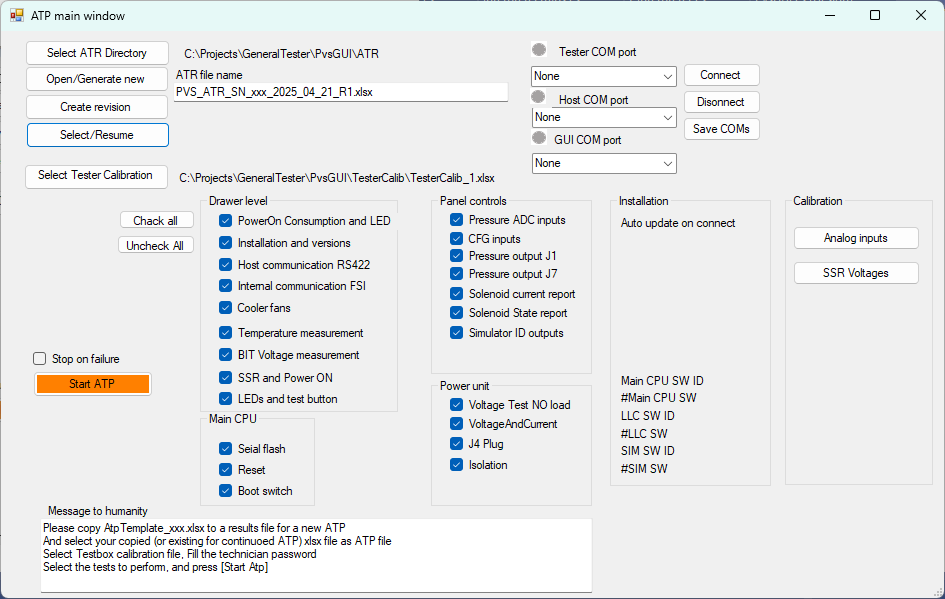 ATP main window
Select ATR Directory
C:\Projects\GeneralTester\PvsGUI\ATR
Open/Generate new
ATR file name
PVS_ATR_SN_xxx_2025_04_21_R1.xlsx
Create revision
Select/Resume
Tester COM port
None
Connect
Host COM port
Disonnect
None
GUI COM port
Save COMs
None
Select Tester Calibration
C:\Projects\GeneralTester\PvsGUI\TesterCalib\TesterCalib_1.xlsx
Chack all
Uncheck All
Stop on failure
Start ATP
Drawer level
PowerOn Consumption and LED
Installation and versions
Host communication RS422
Internal communication FSI
Cooler fans
Temperature measurement
BIT Voltage measurement
SSR and Power ON
LEDs and test button
Main CPU
Seial flash
Reset
Boot switch
Panel controls
Pressure ADC inputs
CFG inputs
Pressure output J1
Pressure output J7
Solenoid current report
Solenoid State report
Simulator ID outputs
Power unit
Voltage Test NO load
VoltageAndCurrent
J4 Plug
Isolation
Installation
Auto update on connect
Main CPU SW ID
#Main CPU SW
LLC SW ID
#LLC SW
SIM SW ID
#SIM SW
Calibration
Analog inputs
SSR Voltages
Message to humanity
Please copy AtpTemplate_xxx.xlsx to a results file for a new ATP
And select your copied (or existing for continuoed ATP) xlsx file as ATP file
Select Testbox calibration file, Fill the technician password
Select the tests to perform, and press [Start Atp]